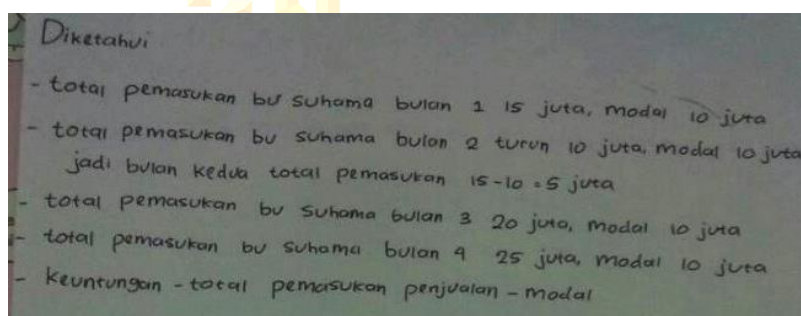 Diketahui
- total pemasukan bu suhama bulan 1 15 juta, modal 10 juta
- total pemasukan bu suhama bulan 2 turun 10 juta, modal 10 juta
jadi bulan kedua total pemasukan 15-10 = 5 juta
- total pemasukan bu suhama bulan 3 20 juta, modal 10 juta
- total pemasukan bu suhama bulan 4 25 juta, modal 10 juta
- keuntungan - total pemasukan penjualan - modal